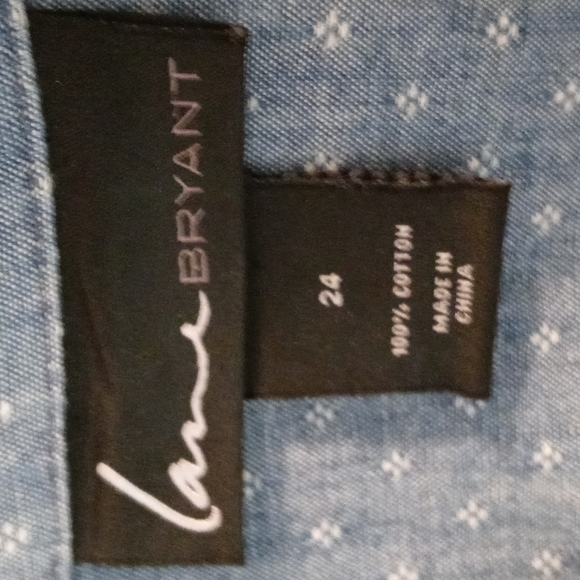 Lane BRYANT
24
100% COTTON
MADE IN
CHINA